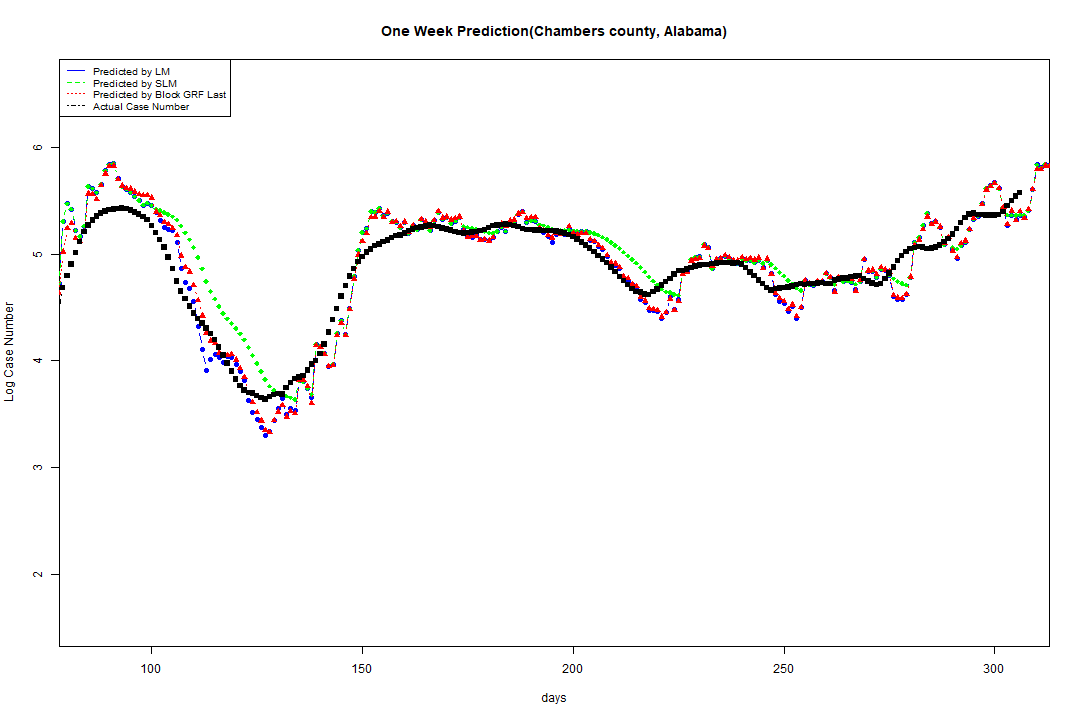 One Week Prediction(Chambers county, Alabama)
Predicted by LM
Predicted by SLM
Predicted by Block GRF Last
Actual Case Number
6
5
4
3
2
Log Case Number
100 150 200 250 300
days